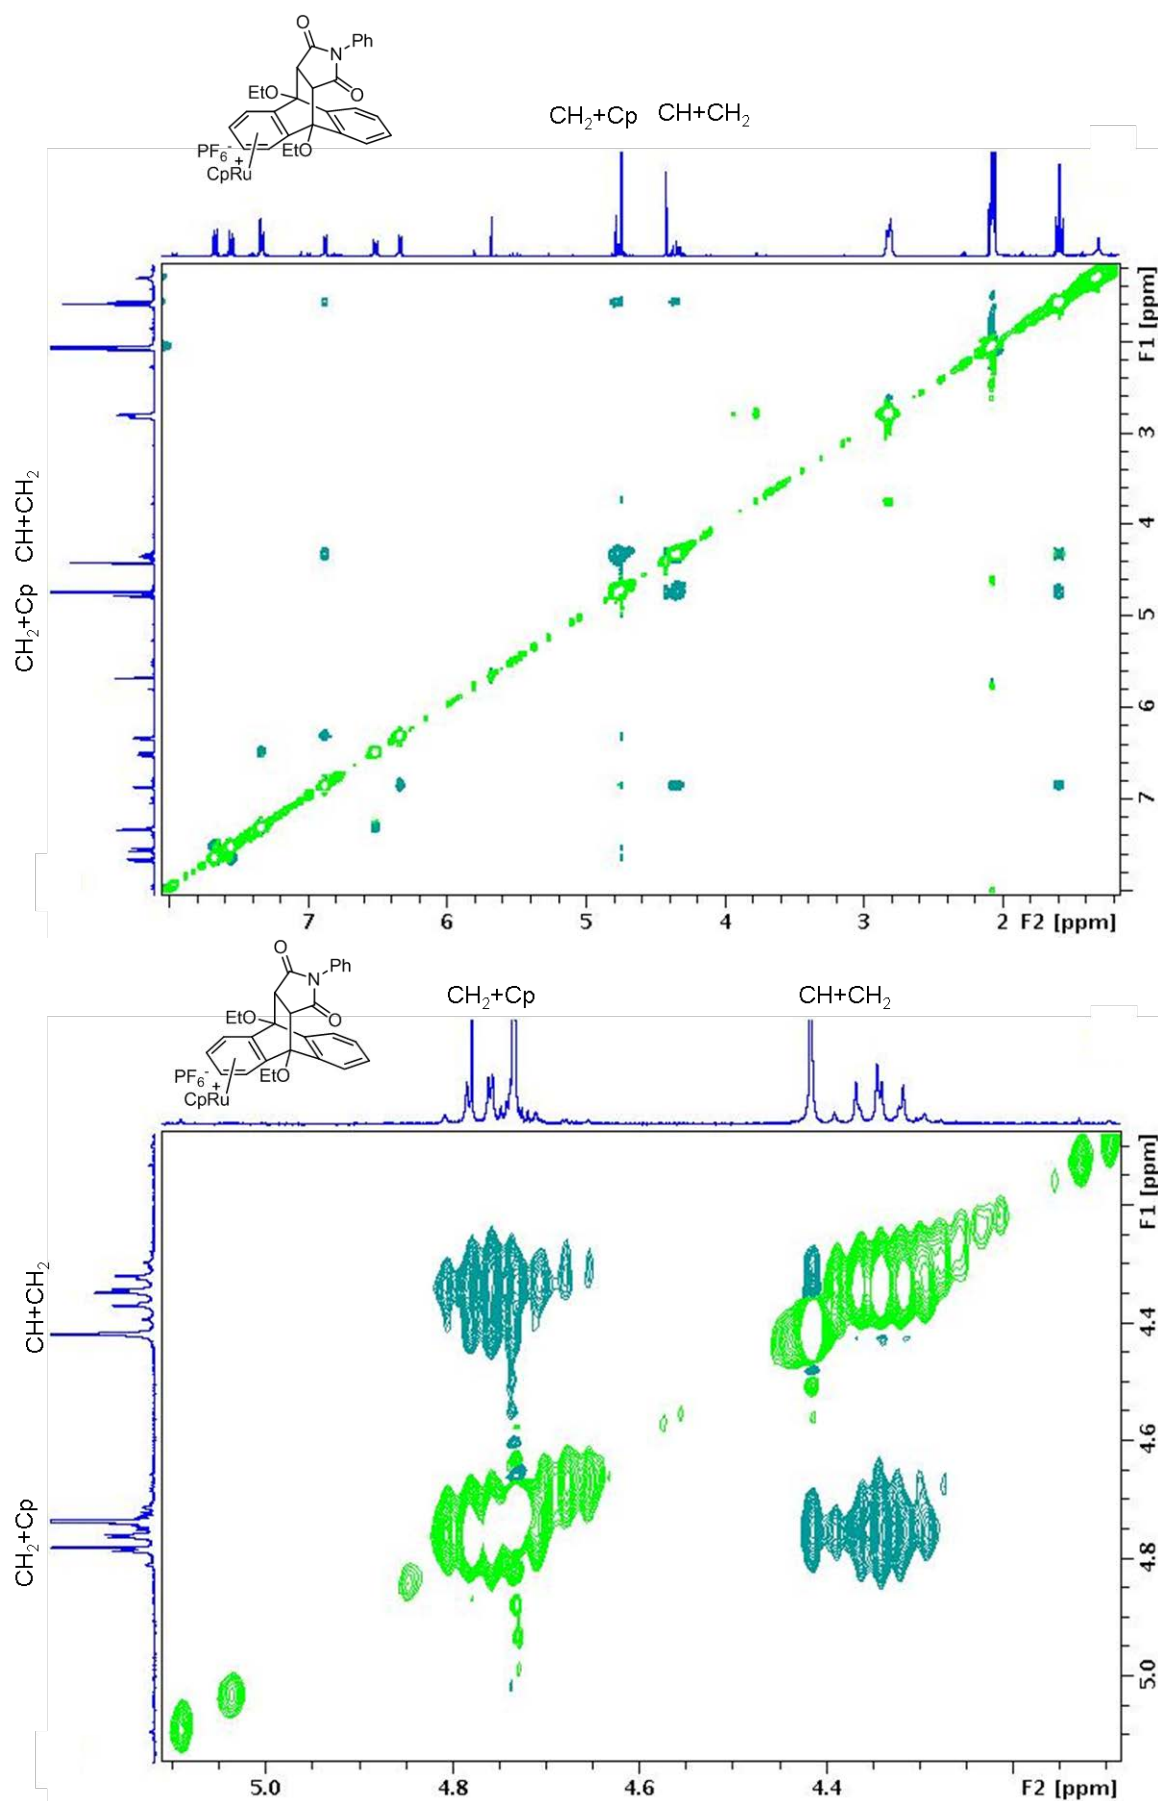 O
Ph
N
EtO
O
PF₆⁻
EtO
+
CpRu
CH₂+Cp CH+CH₂
F1 [ppm]
3
4
5
6
7
CH+CH₂
CH₂+Cp
7 6 5 4 3 2 F2 [ppm]
O
Ph
N
EtO
O
PF₆⁻
EtO
+
CpRu
CH₂+Cp CH+CH₂
F1 [ppm]
4.4
4.6
4.8
5.0
CH+CH₂
CH₂+Cp
5.0 4.8 4.6 4.4 F2 [ppm]